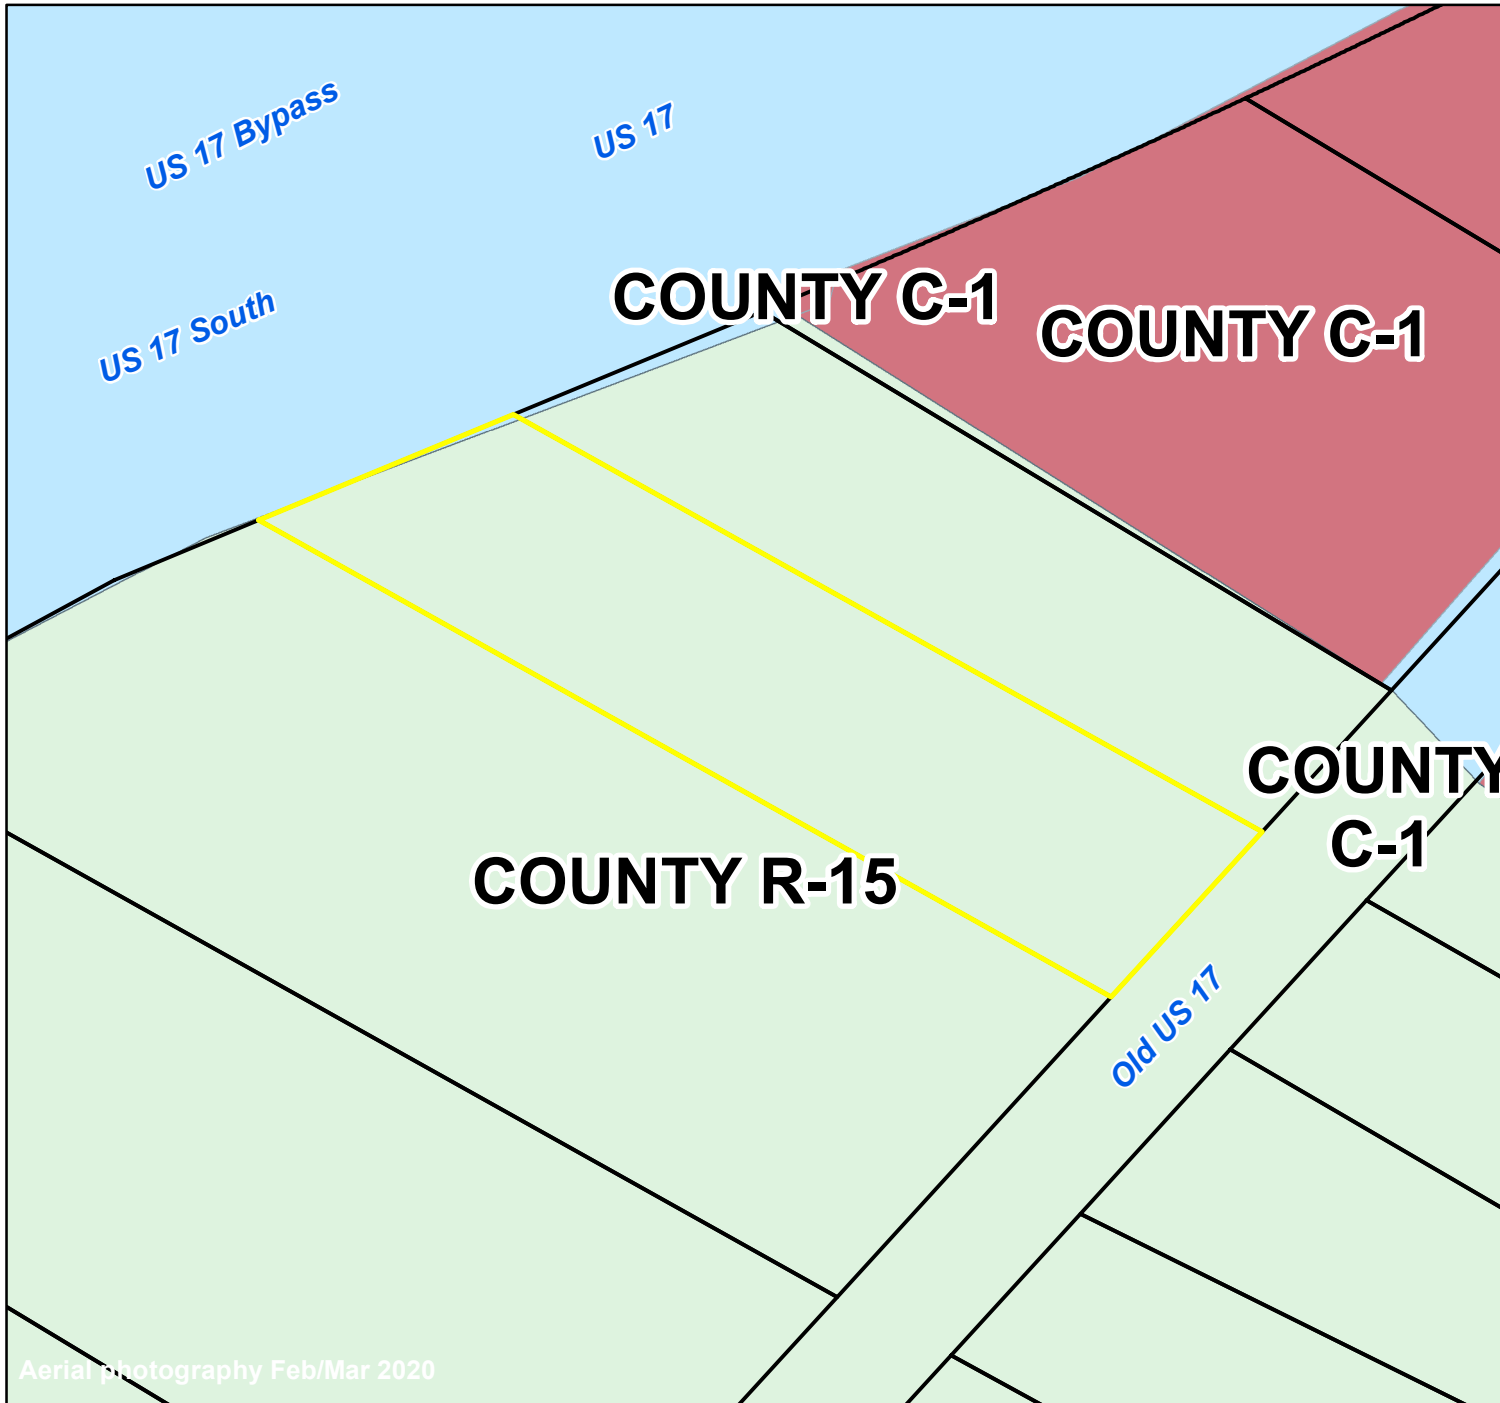 US 17 Bypass
US 17
US 17 South
COUNTY C-1
COUNTY C-1
COUNTY
C-1
COUNTY R-15
Old US 17
Aerial photography Feb/Mar 2020